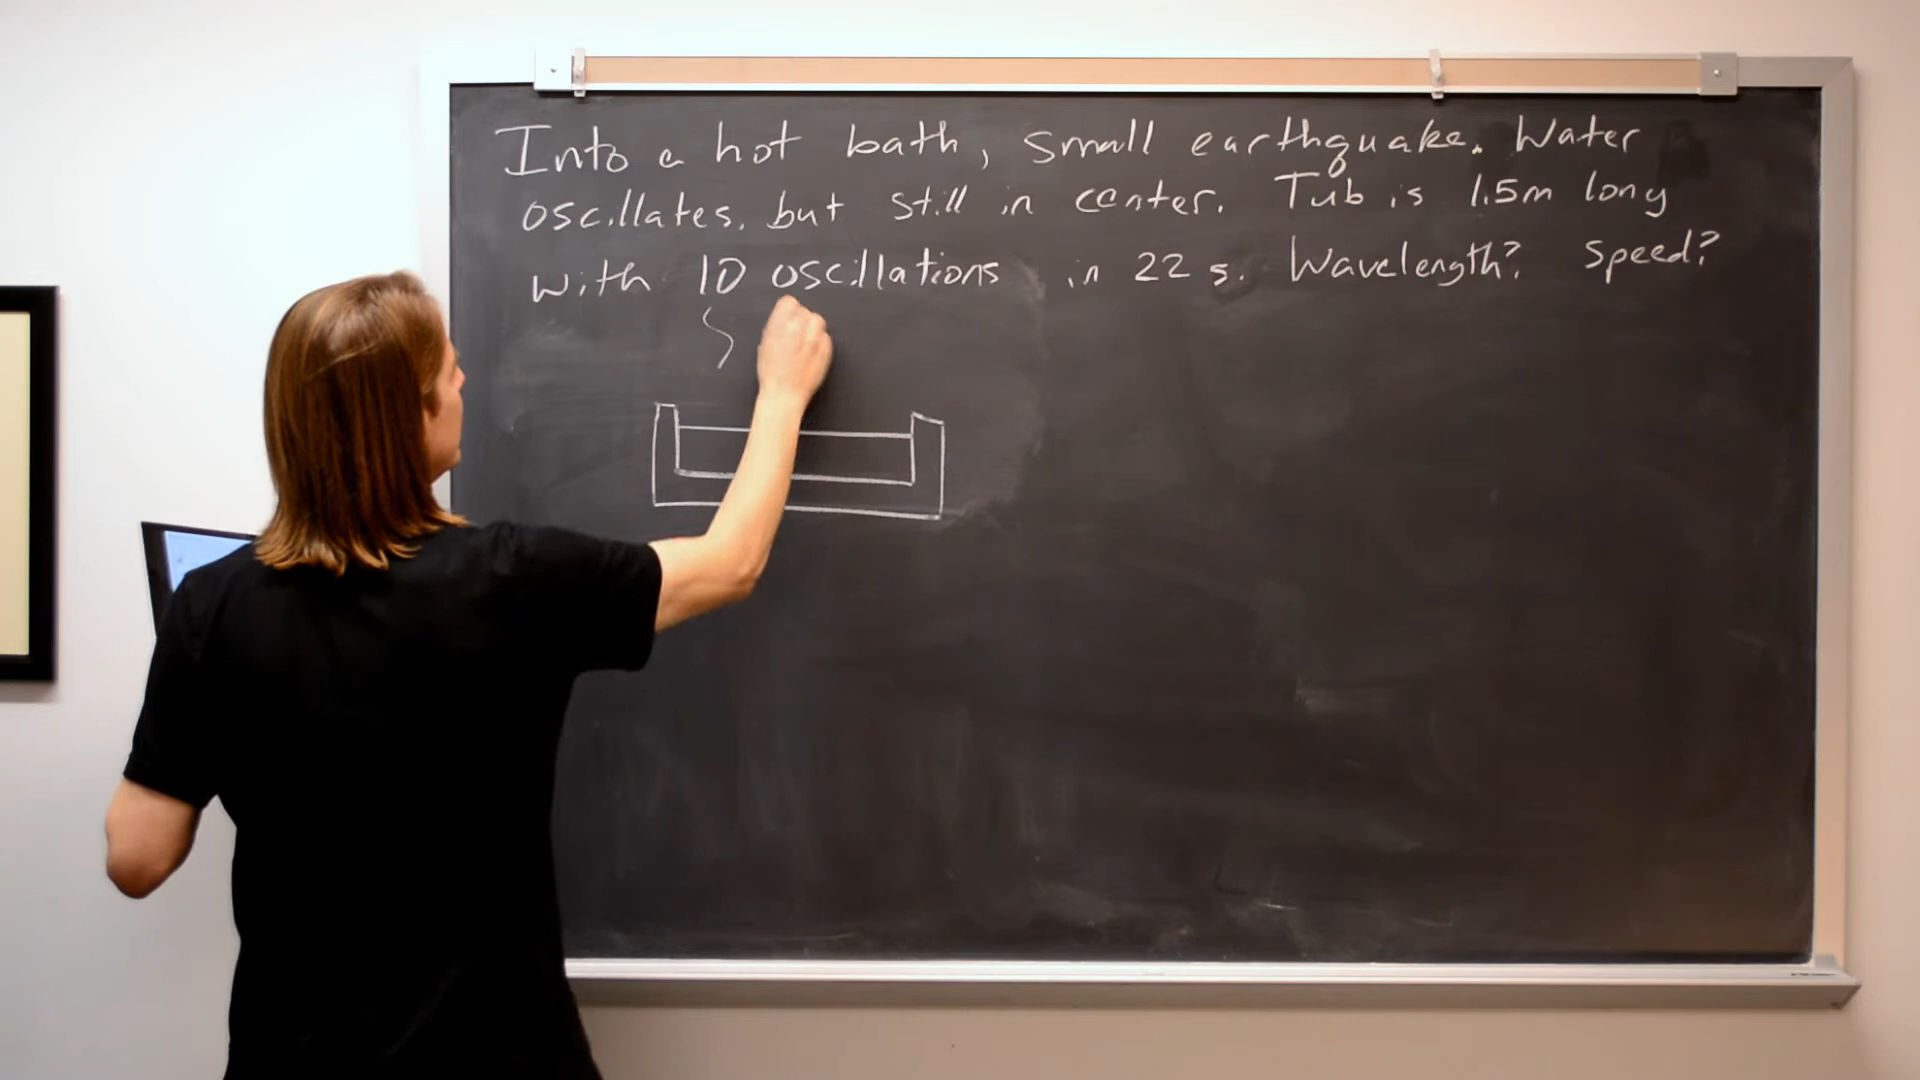 Into a hot bath, small earthquake. Water
oscillates, but still in center. Tub is 1.5m long
with 10 oscillations in 22 s. Wavelength? Speed?